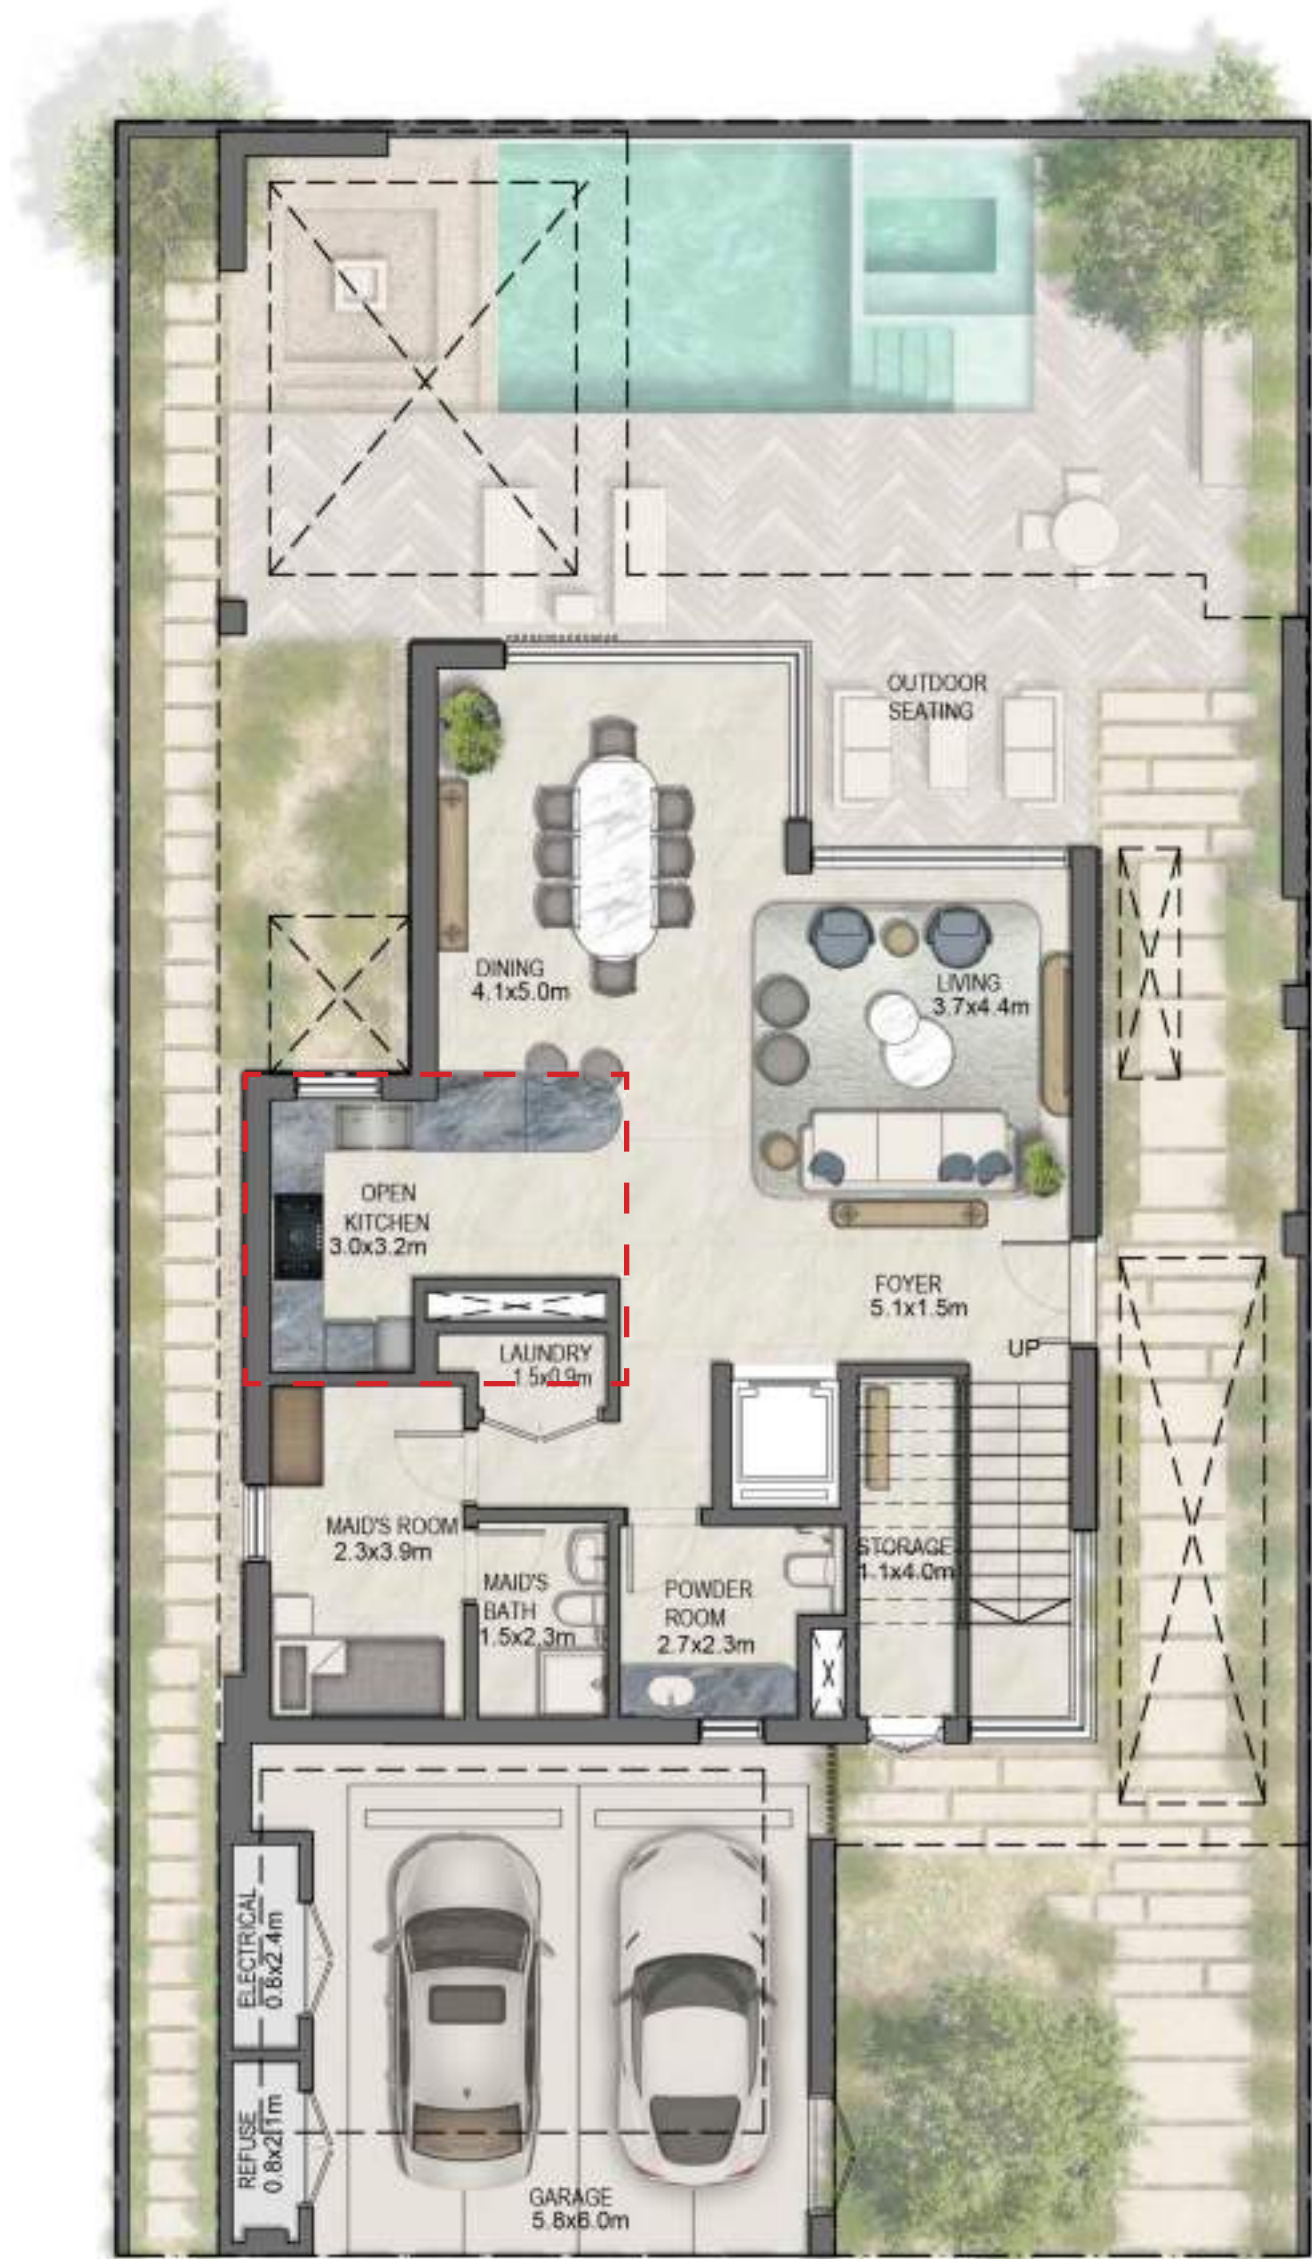 OUTDOOR
SEATING
DINING
4.1x5.0m
LIVING
3.7x4.4m
OPEN
KITCHEN
3.0x3.2m
FOYER
5.1x1.5m
UP
LAUNDRY
1.5x0.9m
MAID'S ROOM
2.3x3.9m
MAID'S
BATH
1.5x2.3m
POWDER
ROOM
2.7x2.3m
STORAGE
1.1x4.0m
ELECTRICAL
0.8x2.4m
REFUSE
0.8x2.1m
GARAGE
5.8x6.0m